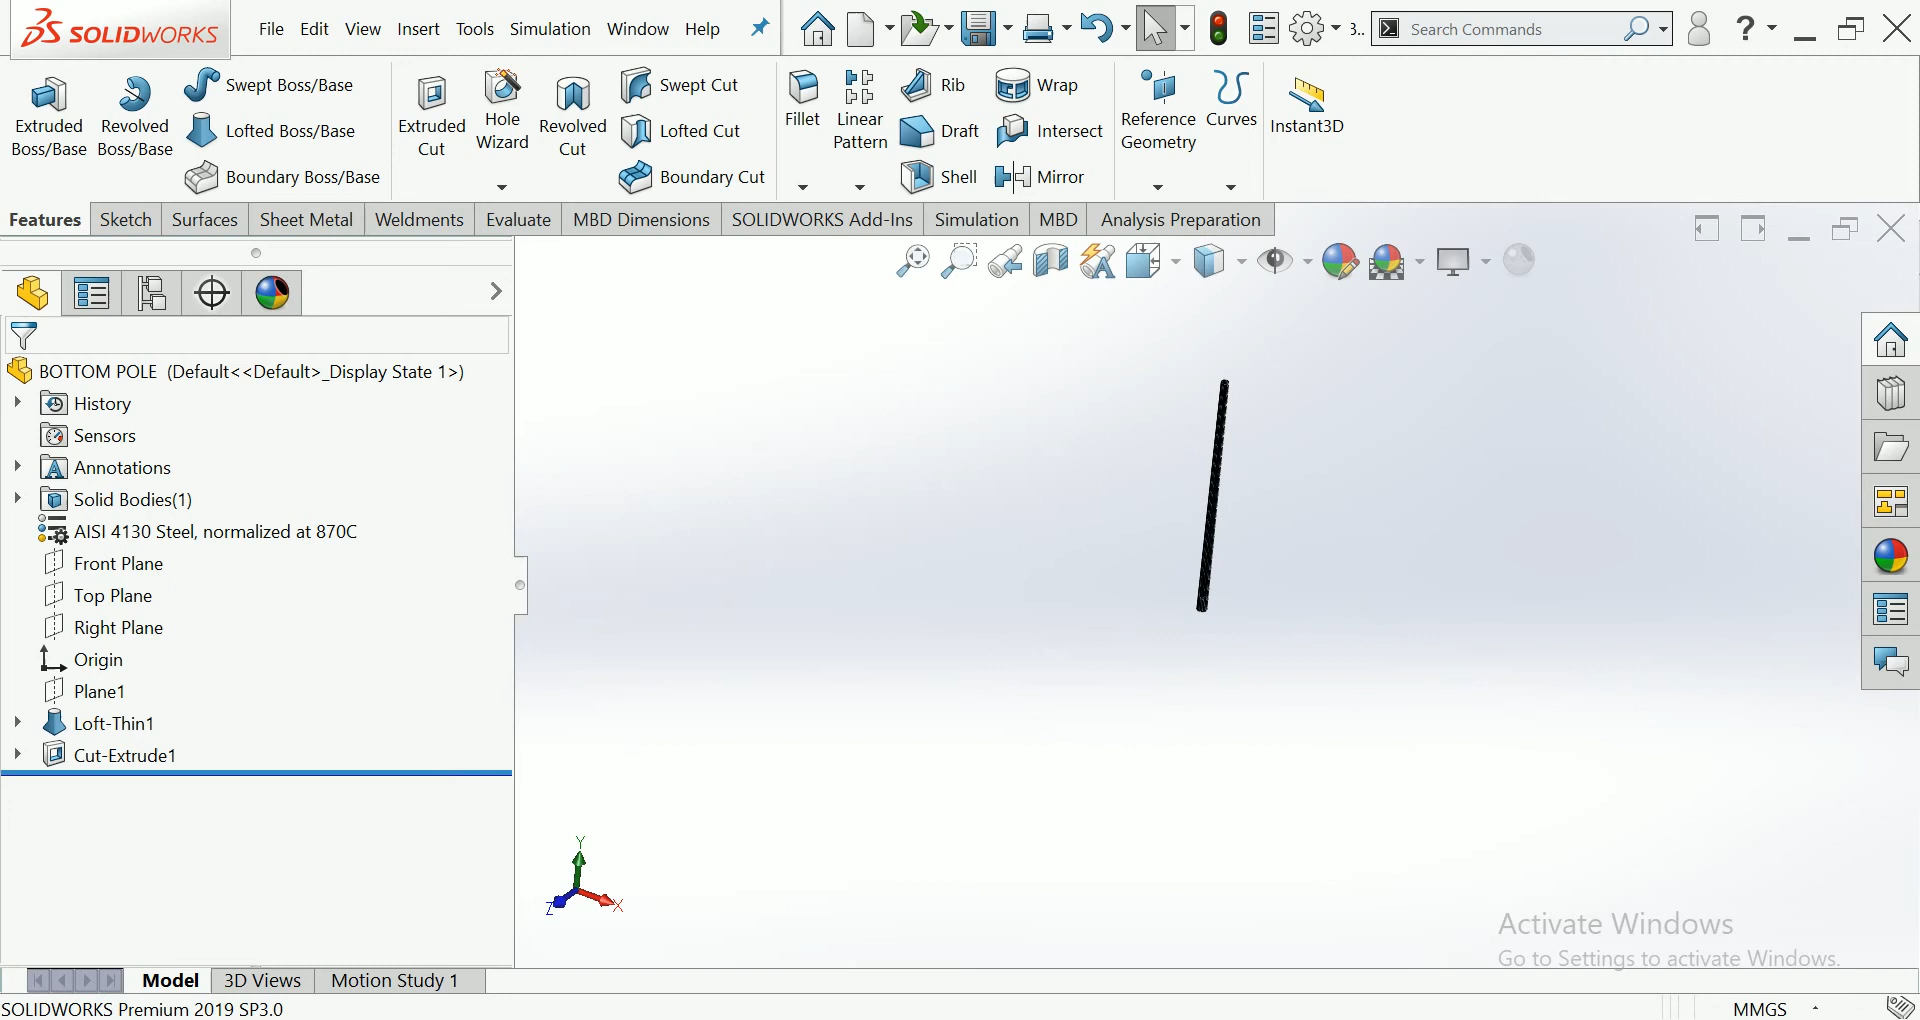 SOLIDWORKS
File Edit View Insert Tools Simulation Window Help
3..
Search Commands
?
Extruded Boss/Base
Revolved Boss/Base
Swept Boss/Base
Lofted Boss/Base
Boundary Boss/Base
Extruded Cut
Hole Wizard
Revolved Cut
Swept Cut
Lofted Cut
Boundary Cut
Fillet
Linear Pattern
Rib
Draft
Shell
Wrap
Intersect
Mirror
Reference Geometry
Curves
Instant3D
Features Sketch Surfaces Sheet Metal Weldments Evaluate MBD Dimensions SOLIDWORKS Add-Ins Simulation MBD Analysis Preparation
BOTTOM POLE (Default<<Default>_Display State 1>)
History
Sensors
Annotations
Solid Bodies(1)
AISI 4130 Steel, normalized at 870C
Front Plane
Top Plane
Right Plane
Origin
Plane1
Loft-Thin1
Cut-Extrude1
Y
Z
X
Activate Windows
Go to Settings to activate Windows.
Model 3D Views Motion Study 1
SOLIDWORKS Premium 2019 SP3.0
MMGS